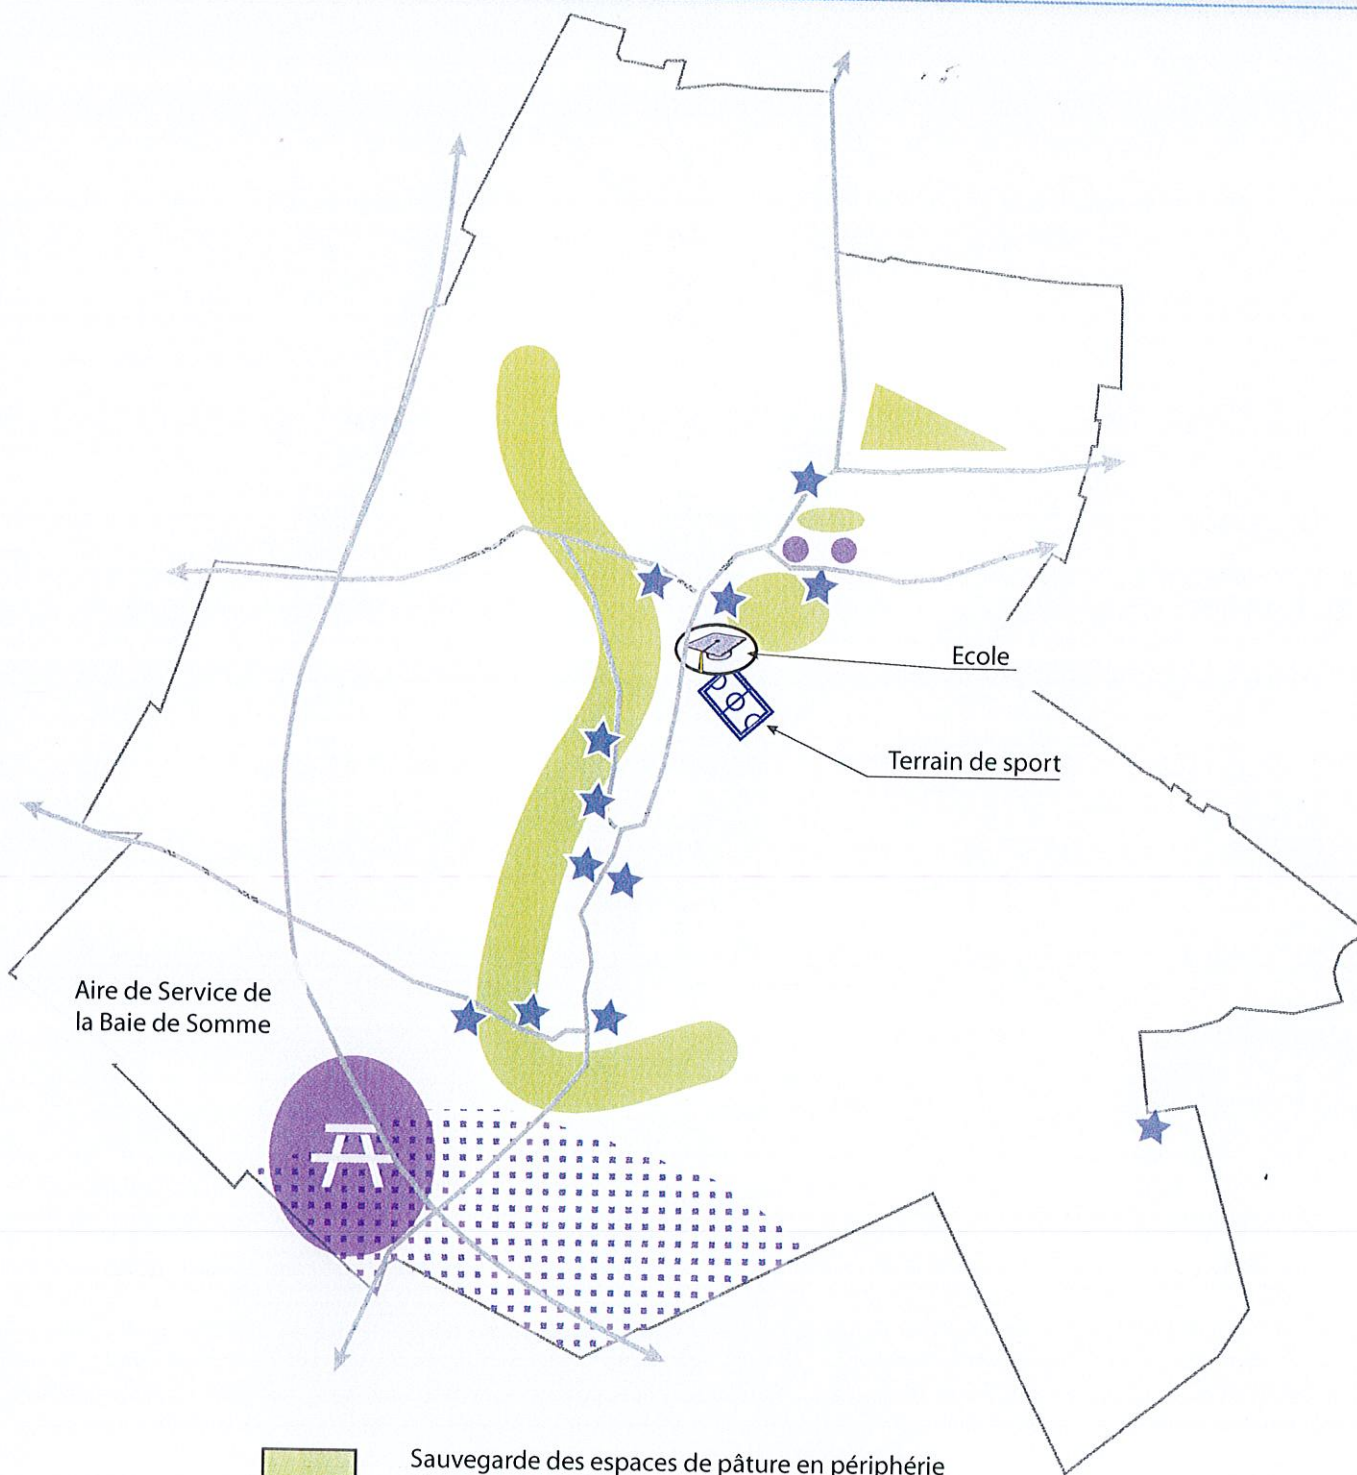 Ecole
Terrain de sport
Aire de Service de
la Baie de Somme
Sauvegarde des espaces de pâture en périphérie